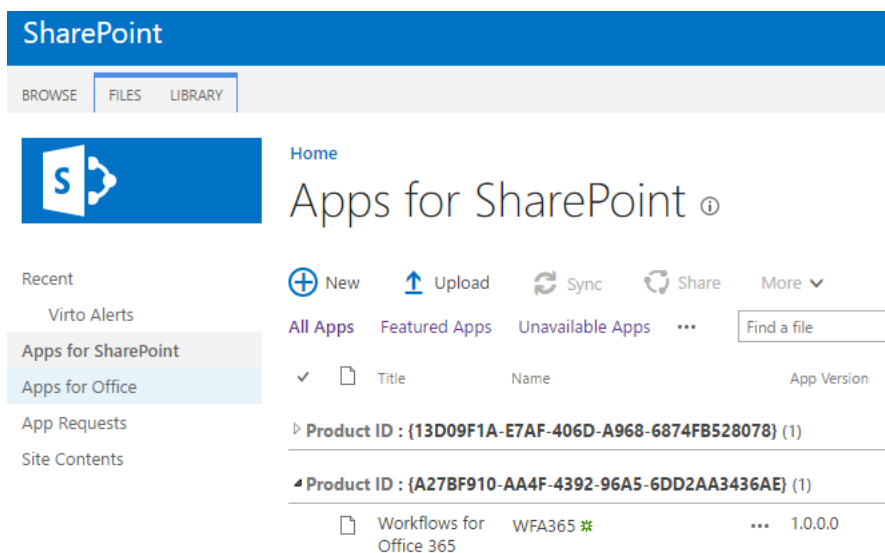 SharePoint
BROWSE FILES LIBRARY
S
Home
Apps for SharePoint
New Upload Sync Share More
All Apps Featured Apps Unavailable Apps ... Find a file
Title Name App Version
Product ID : {13D09F1A-E7AF-406D-A968-6874FB528078} (1)
Product ID : {A27BF910-AA4F-4392-96A5-6DD2AA3436AE} (1)
Workflows for WFA365 ... 1.0.0.0
Office 365
Recent
Virto Alerts
Apps for SharePoint
Apps for Office
App Requests
Site Contents